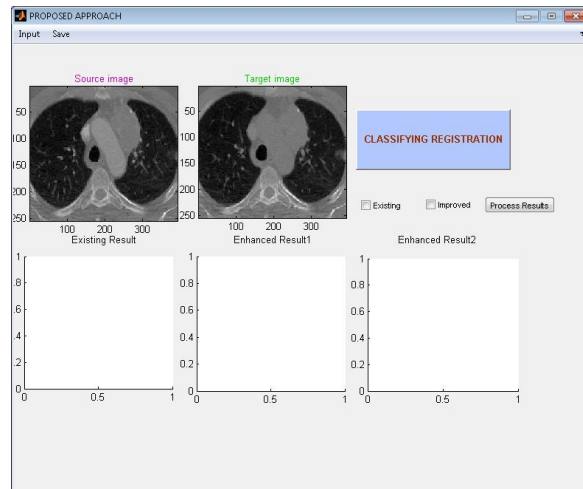 PROPOSED APPROACH
Input Save
Source image
Target image
50
100
150
200
250
100 200 300
50
100
150
200
250
100 200 300
CLASSIFYING REGISTRATION
Existing
Improved
Process Results
Existing Result
Enhanced Result1
Enhanced Result2
1
.8
.6
.4
.2
0
0 0.5 1
1
0.8
0.6
0.4
0.2
0
0 0.5 1
1
0.8
0.6
0.4
0.2
0
0 0.5 1